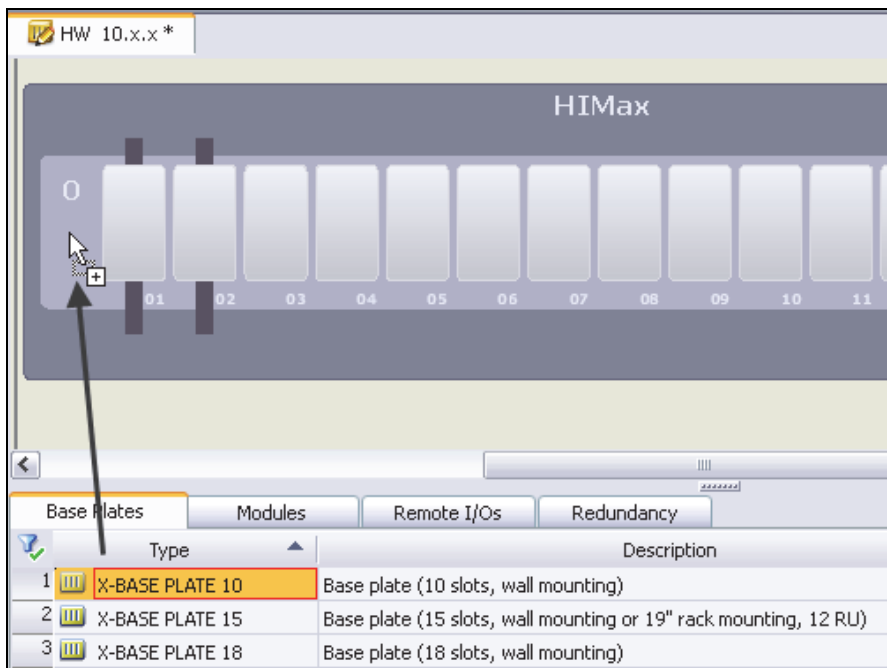 HW 10.x.x *
HIMax
0
01 02 03 04 05 06 07 08 09 10 11
Base Plates Modules Remote I/Os Redundancy
Type Description
1 X-BASE PLATE 10 Base plate (10 slots, wall mounting)
2 X-BASE PLATE 15 Base plate (15 slots, wall mounting or 19" rack mounting, 12 RU)
3 X-BASE PLATE 18 Base plate (18 slots, wall mounting)